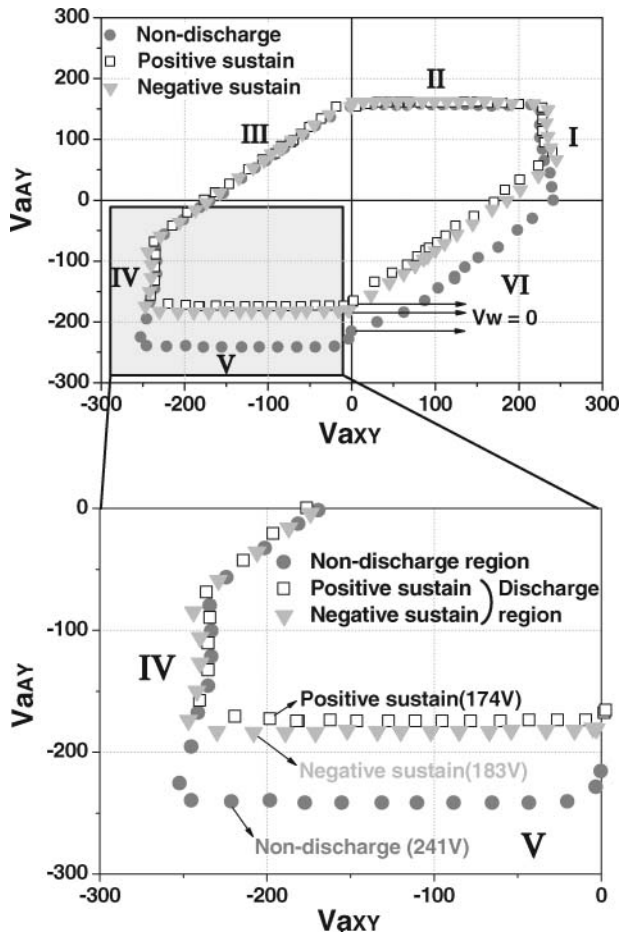 300
Non-discharge
Positive sustain
Negative sustain
II
200
III
I
100
VaAY
0
-100
IV
VI
-200
Vw = 0
V
-300
-300 -200 -100 0 100 200 300
VaXY
0
Non-discharge region
Positive sustain
Discharge
Negative sustain
region
-100
IV
VaAY
Positive sustain(174V)
-200
Negative sustain(183V)
Non-discharge (241V)
V
-300
-300 -200 -100 0
VaXY